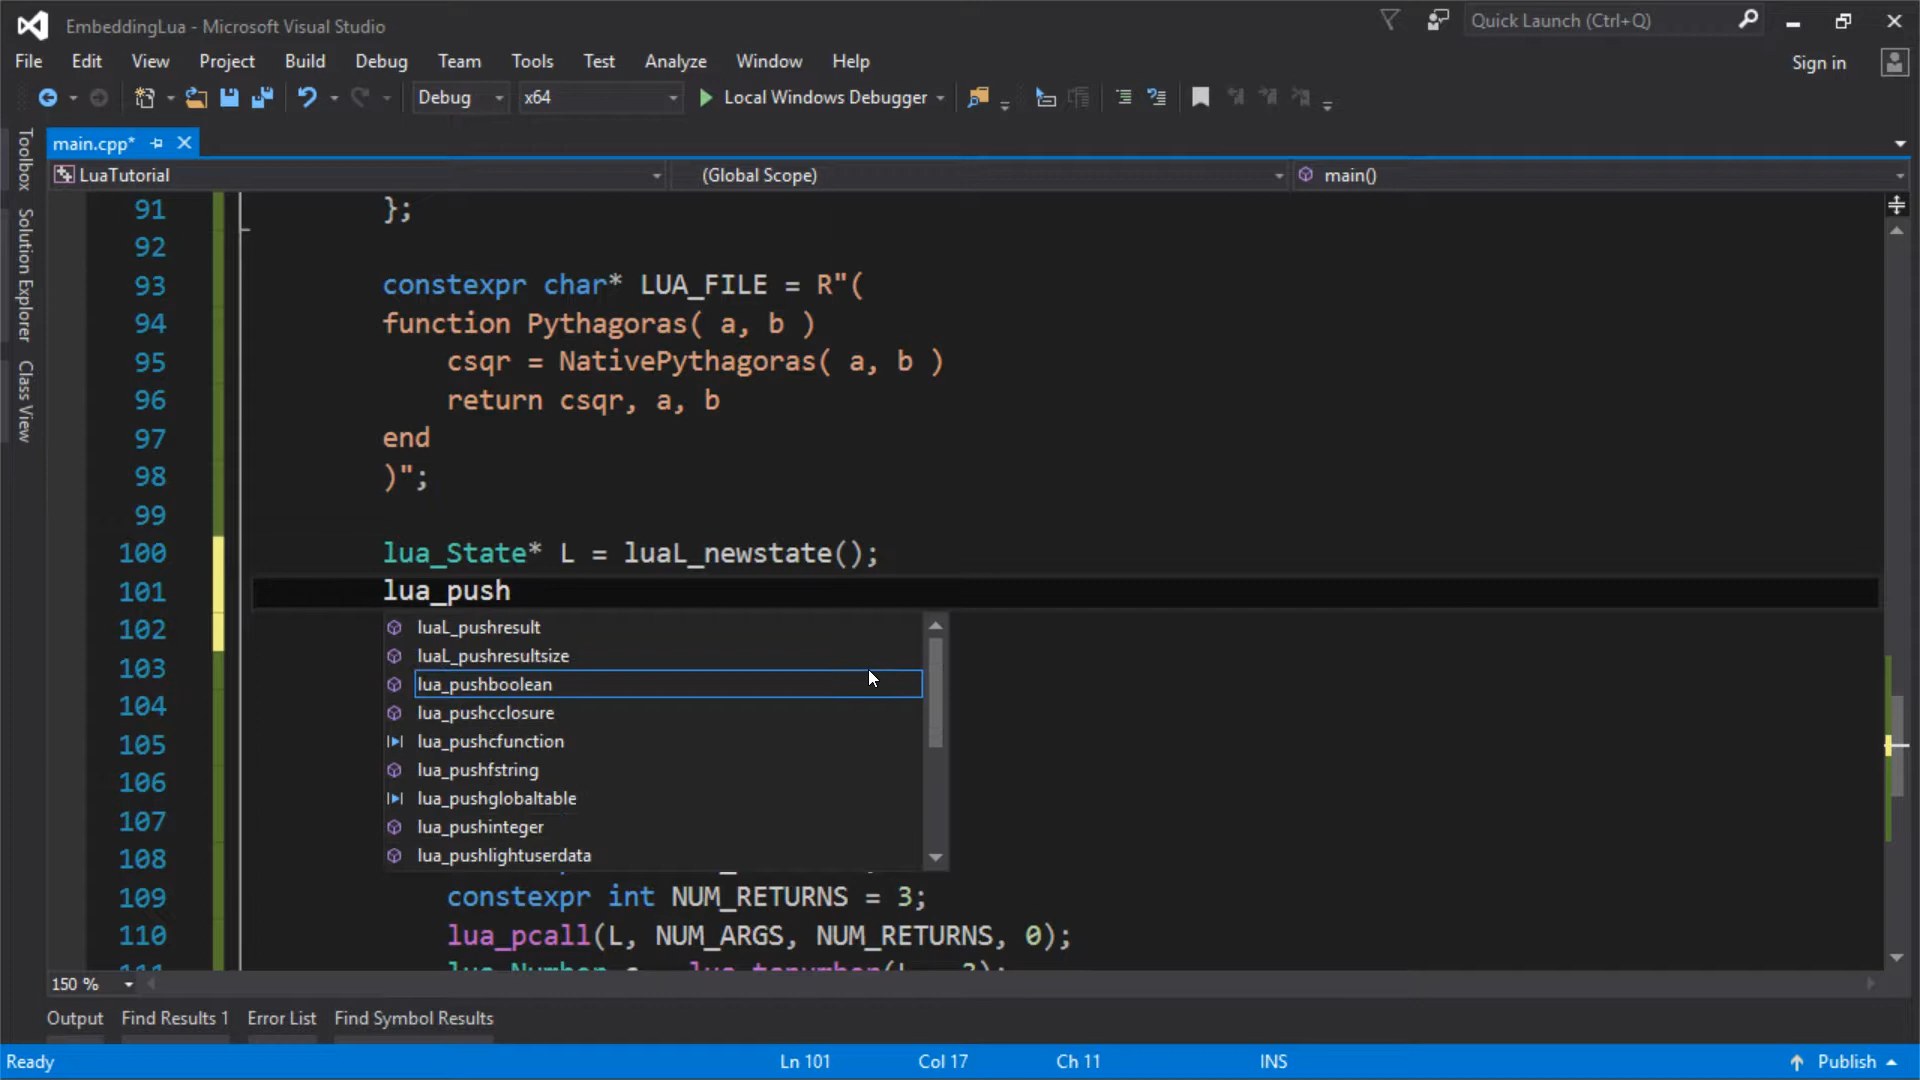 EmbeddingLua - Microsoft Visual Studio
Quick Launch (Ctrl+Q)
File Edit View Project Build Debug Team Tools Test Analyze Window Help
Sign in
Debug x64 Local Windows Debugger
Toolbox
Solution Explorer
Class View
main.cpp*
LuaTutorial (Global Scope) main()
91 };
92
93 constexpr char* LUA_FILE = R"(
94 function Pythagoras( a, b )
95 csqr = NativePythagoras( a, b )
96 return csqr, a, b
97 end
98 )";
99
100 lua_State* L = luaL_newstate();
101 lua_push
102
103
104
105
106
107
108
luaL_pushresult
luaL_pushresultsize
lua_pushboolean
lua_pushcclosure
lua_pushcfunction
lua_pushfstring
lua_pushglobaltable
lua_pushinteger
lua_pushlightuserdata
109 constexpr int NUM_RETURNS = 3;
110 lua_pcall(L, NUM_ARGS, NUM_RETURNS, 0);
150 %
Output Find Results 1 Error List Find Symbol Results
Ready Ln 101 Col 17 Ch 11 INS Publish